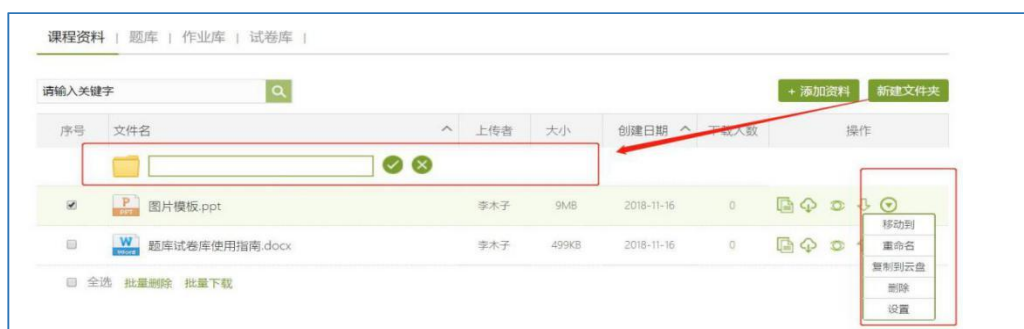 课程资料 | 题库 | 作业库 | 试卷库 |
请输入关键字
+ 添加资料 新建文件夹
序号 文件名 上传者 大小 创建日期 下载人数 操作
P PPT 图片模板.ppt 李木子 9MB 2018-11-16 0
W 题库试卷库使用指南.docx 李木子 499KB 2018-11-16 0
移动到
重命名
复制到云盘
删除
设置
全选 批量删除 批量下载